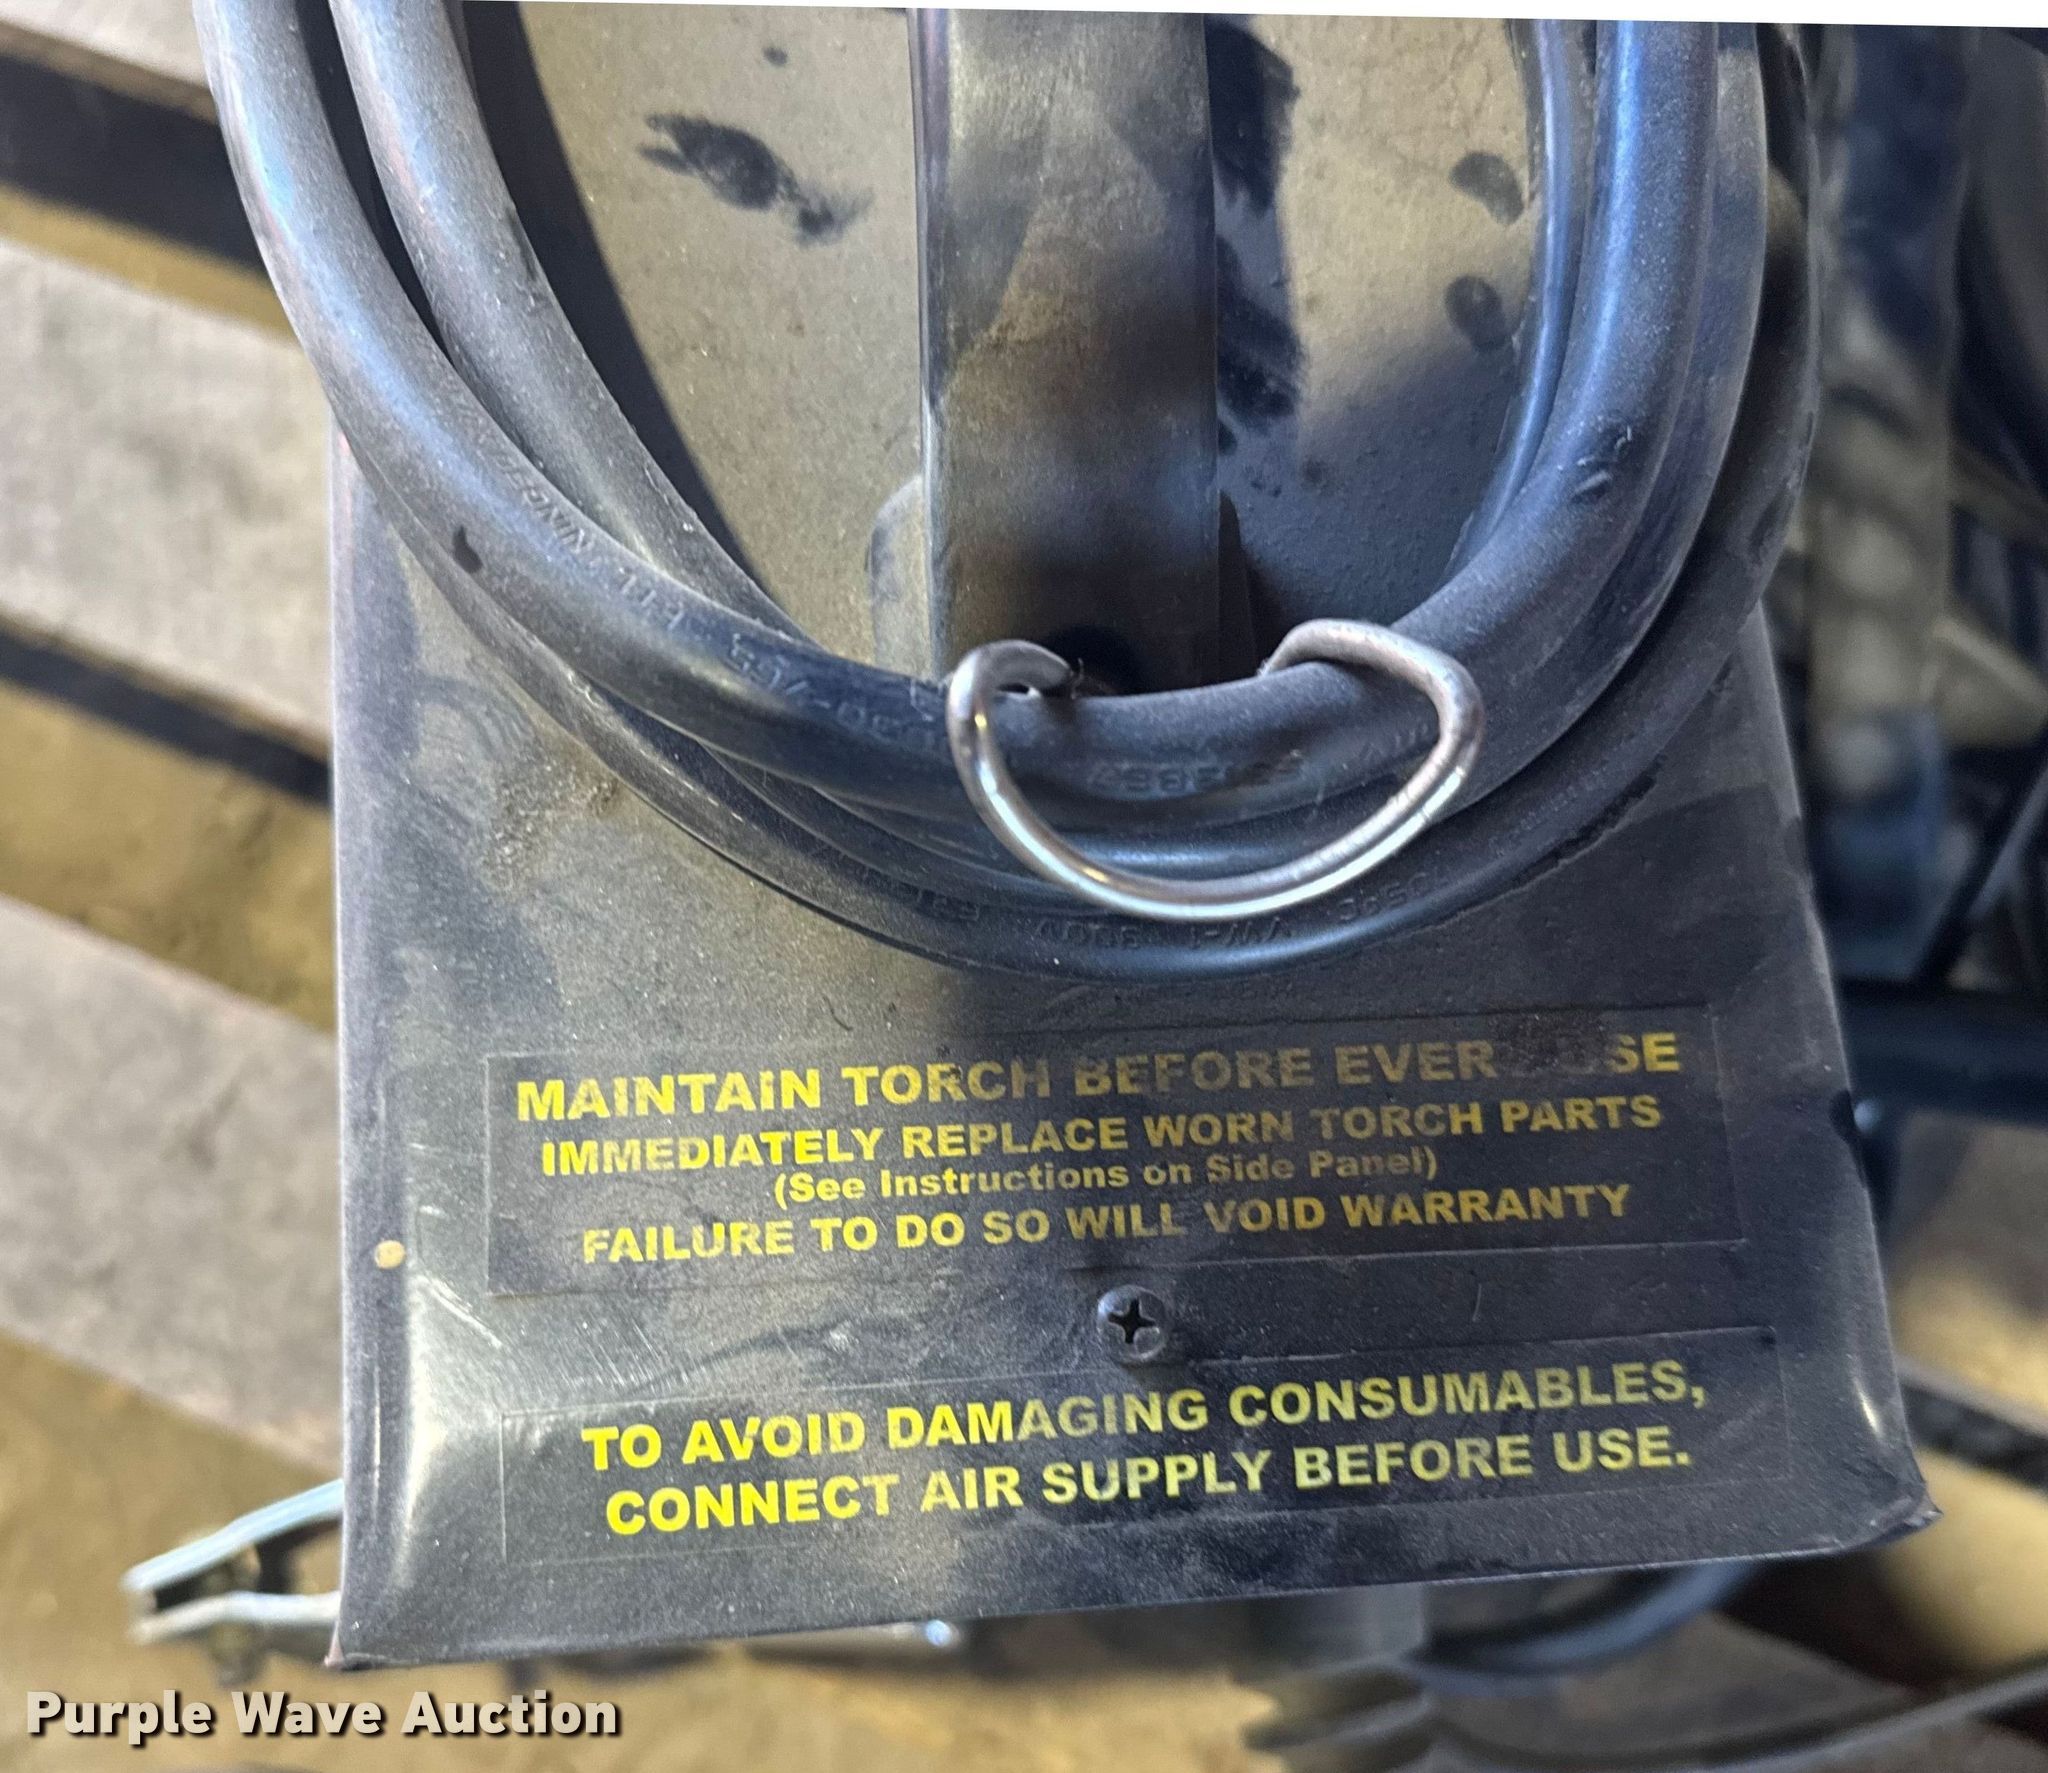 MAINTAIN TORCH BEFORE EVER SE
IMMEDIATELY REPLACE WORN TORCH PARTS
(See Instructions on Side Panel)
FAILURE TO DO SO WILL VOID WARRANTY
TO AVOID DAMAGING CONSUMABLES,
CONNECT AIR SUPPLY BEFORE USE.
Purple Wave Auction